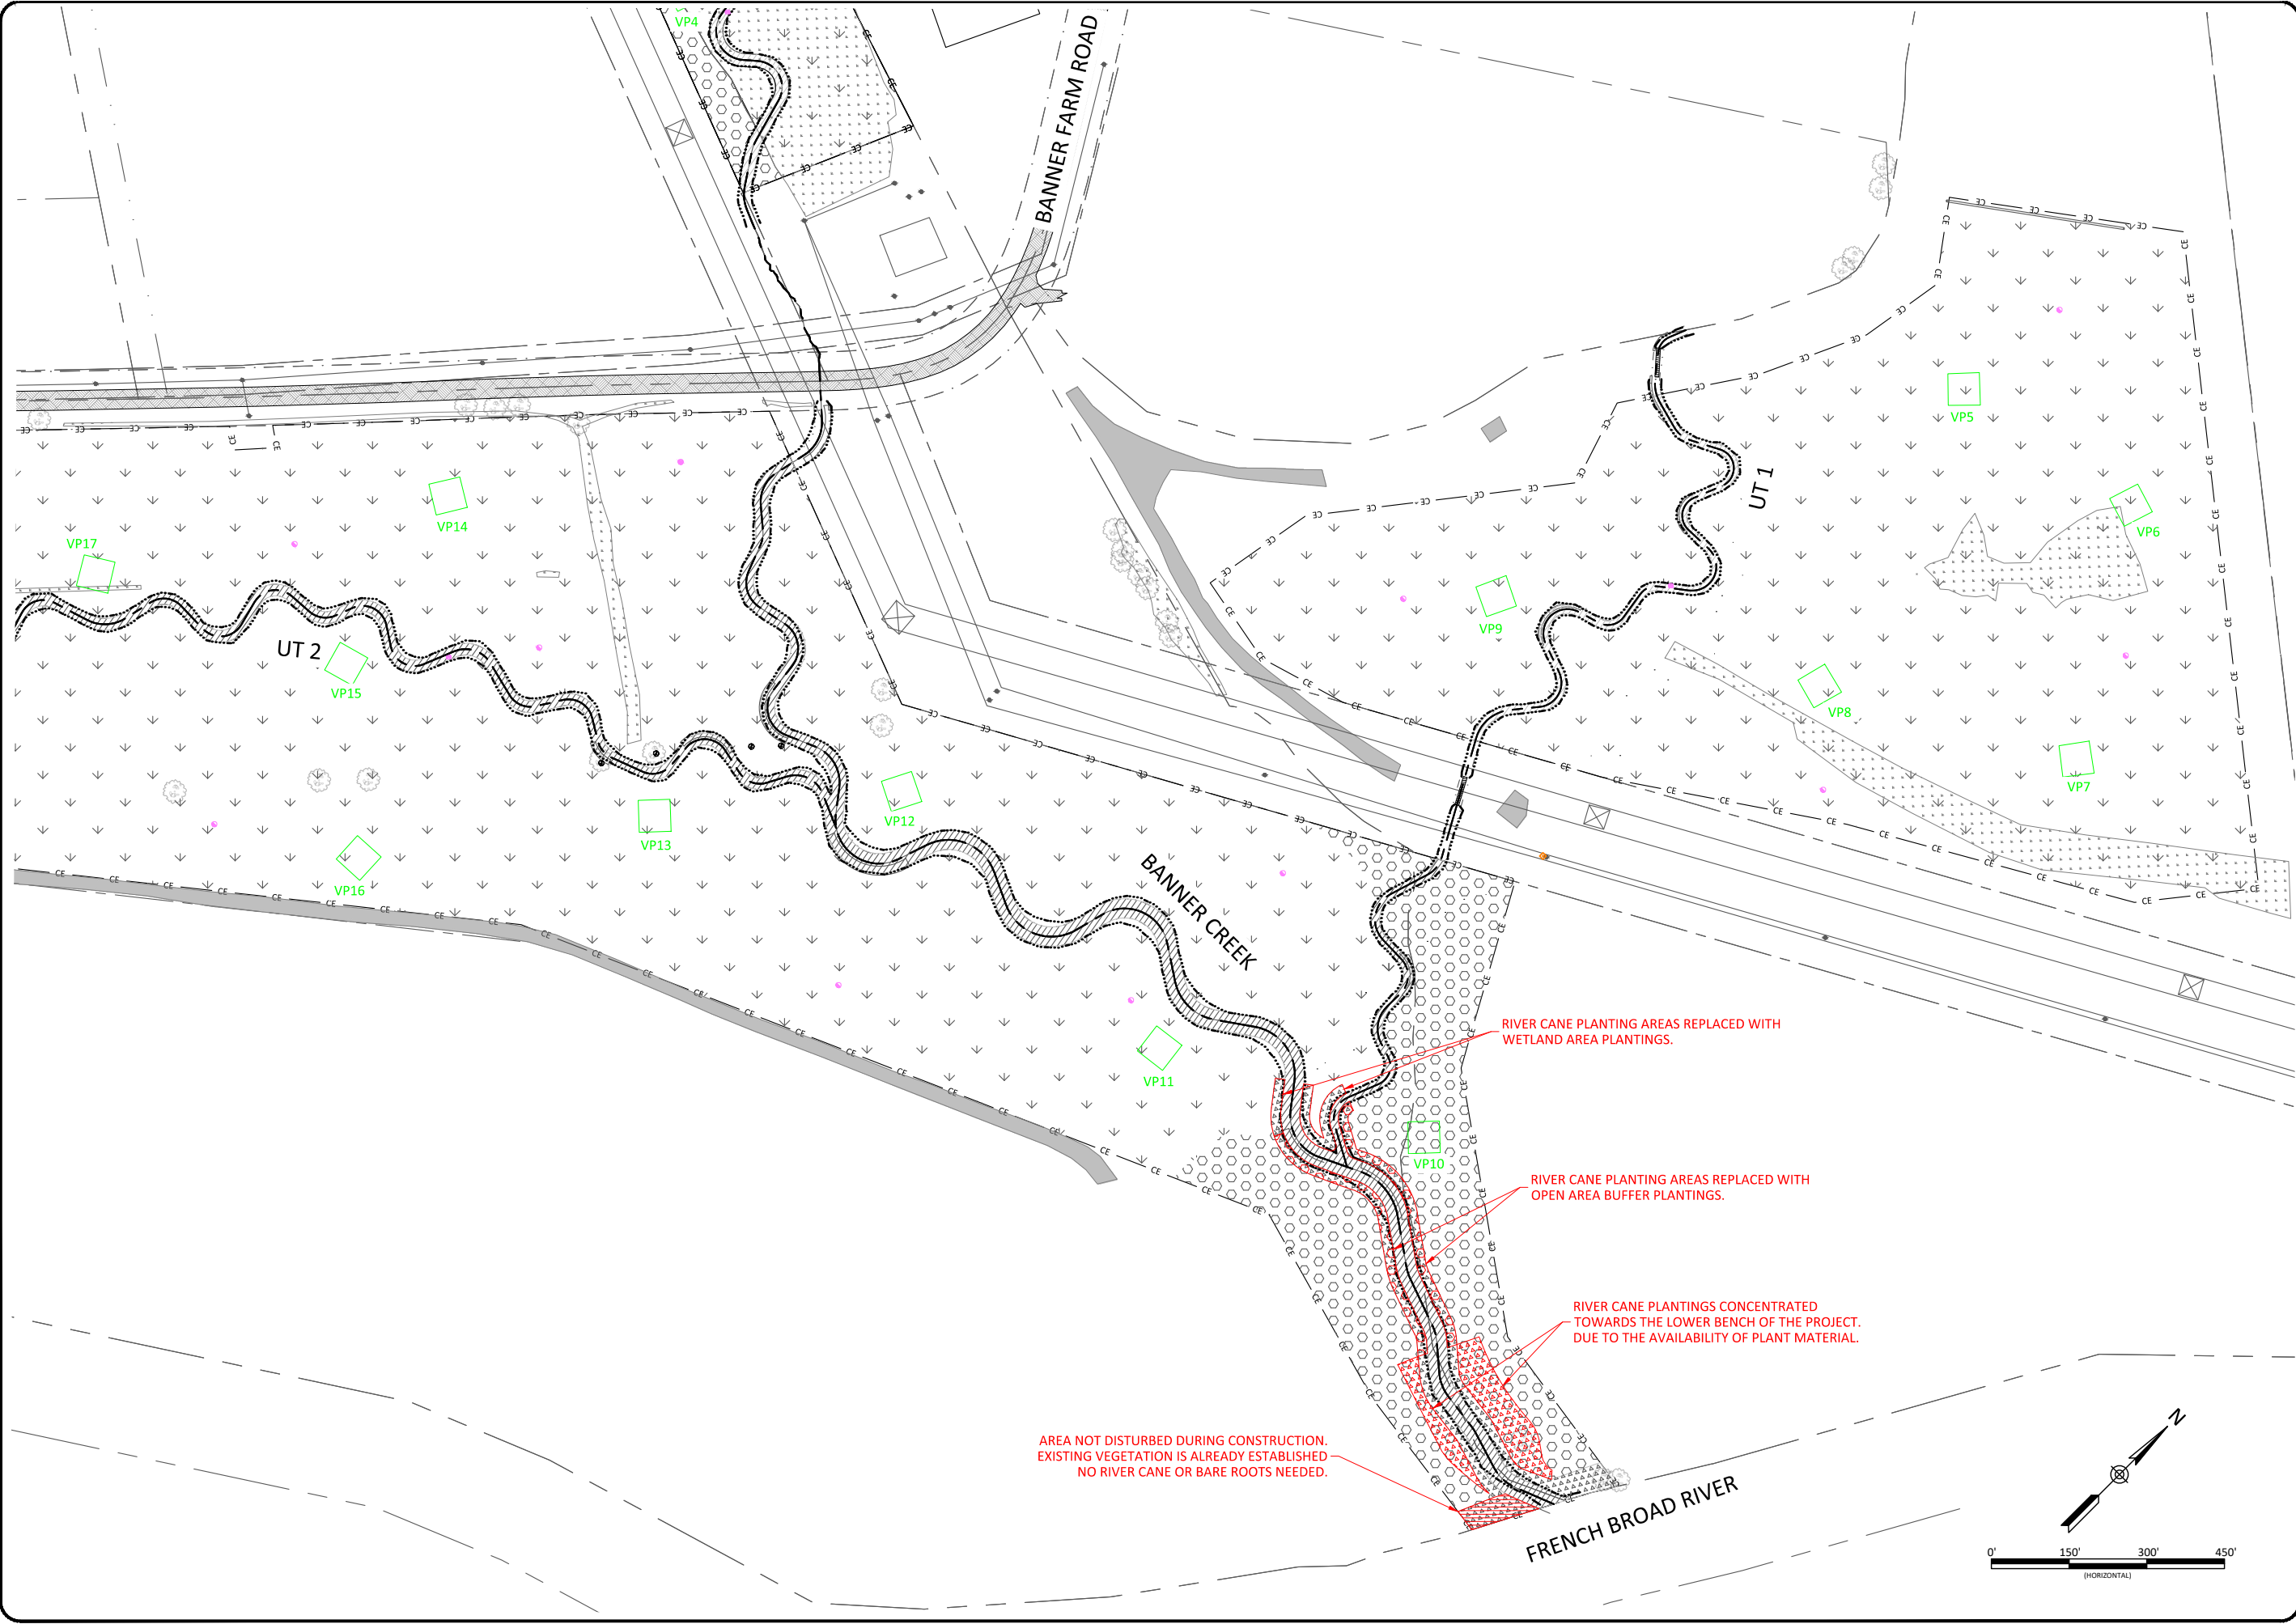 VP4
BANNER FARM ROAD
VP5
UT 1
VP6
VP14
VP17
VP9
UT 2
VP15
VP8
VP7
VP12
VP13
VP16
BANNER CREEK
RIVER CANE PLANTING AREAS REPLACED WITH
WETLAND AREA PLANTINGS.
VP11
VP10
RIVER CANE PLANTING AREAS REPLACED WITH
OPEN AREA BUFFER PLANTINGS.
RIVER CANE PLANTINGS CONCENTRATED
TOWARDS THE LOWER BENCH OF THE PROJECT.
DUE TO THE AVAILABILITY OF PLANT MATERIAL.
AREA NOT DISTURBED DURING CONSTRUCTION.
EXISTING VEGETATION IS ALREADY ESTABLISHED
NO RIVER CANE OR BARE ROOTS NEEDED.
FRENCH BROAD RIVER
N
0' 150' 300' 450'
(HORIZONTAL)
CE